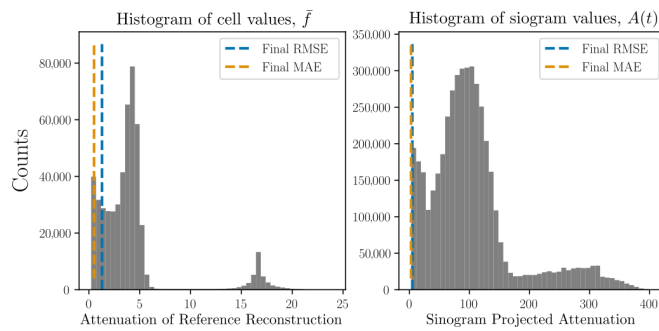 Histogram of cell values, f̄
Final RMSE
Final MAE
80,000
60,000
40,000
20,000
0
Counts
0
5
10
15
20
25
Attenuation of Reference Reconstruction
Histogram of siogram values, A(t)
Final RMSE
Final MAE
350,000
300,000
250,000
200,000
150,000
100,000
50,000
0
0
100
200
300
400
Sinogram Projected Attenuation